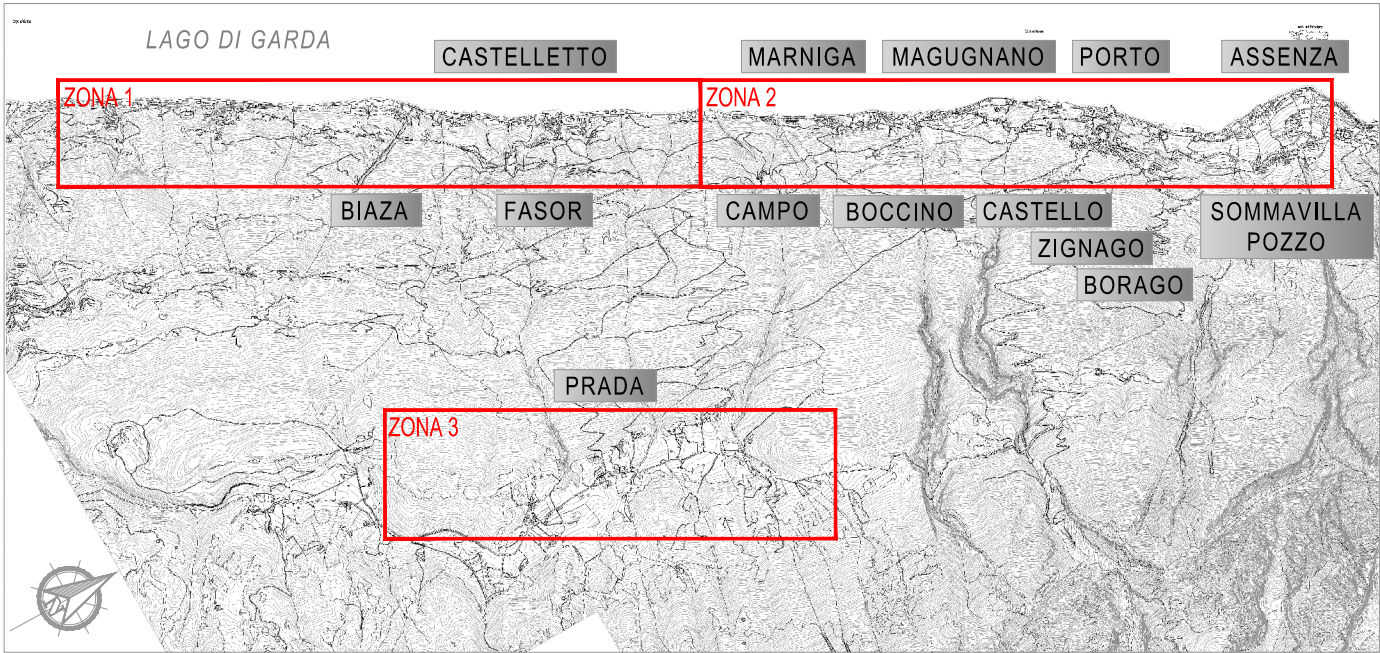 LAGO DI GARDA
CASTELLETTO
MARNIGA
MAGUGNANO
PORTO
ASSENZA
ZONA 1
ZONA 2
BIAZA
FASOR
CAMPO
BOCCINO
CASTELLO
SOMMAVILLA
POZZO
ZIGNAGO
BORAGO
PRADA
ZONA 3